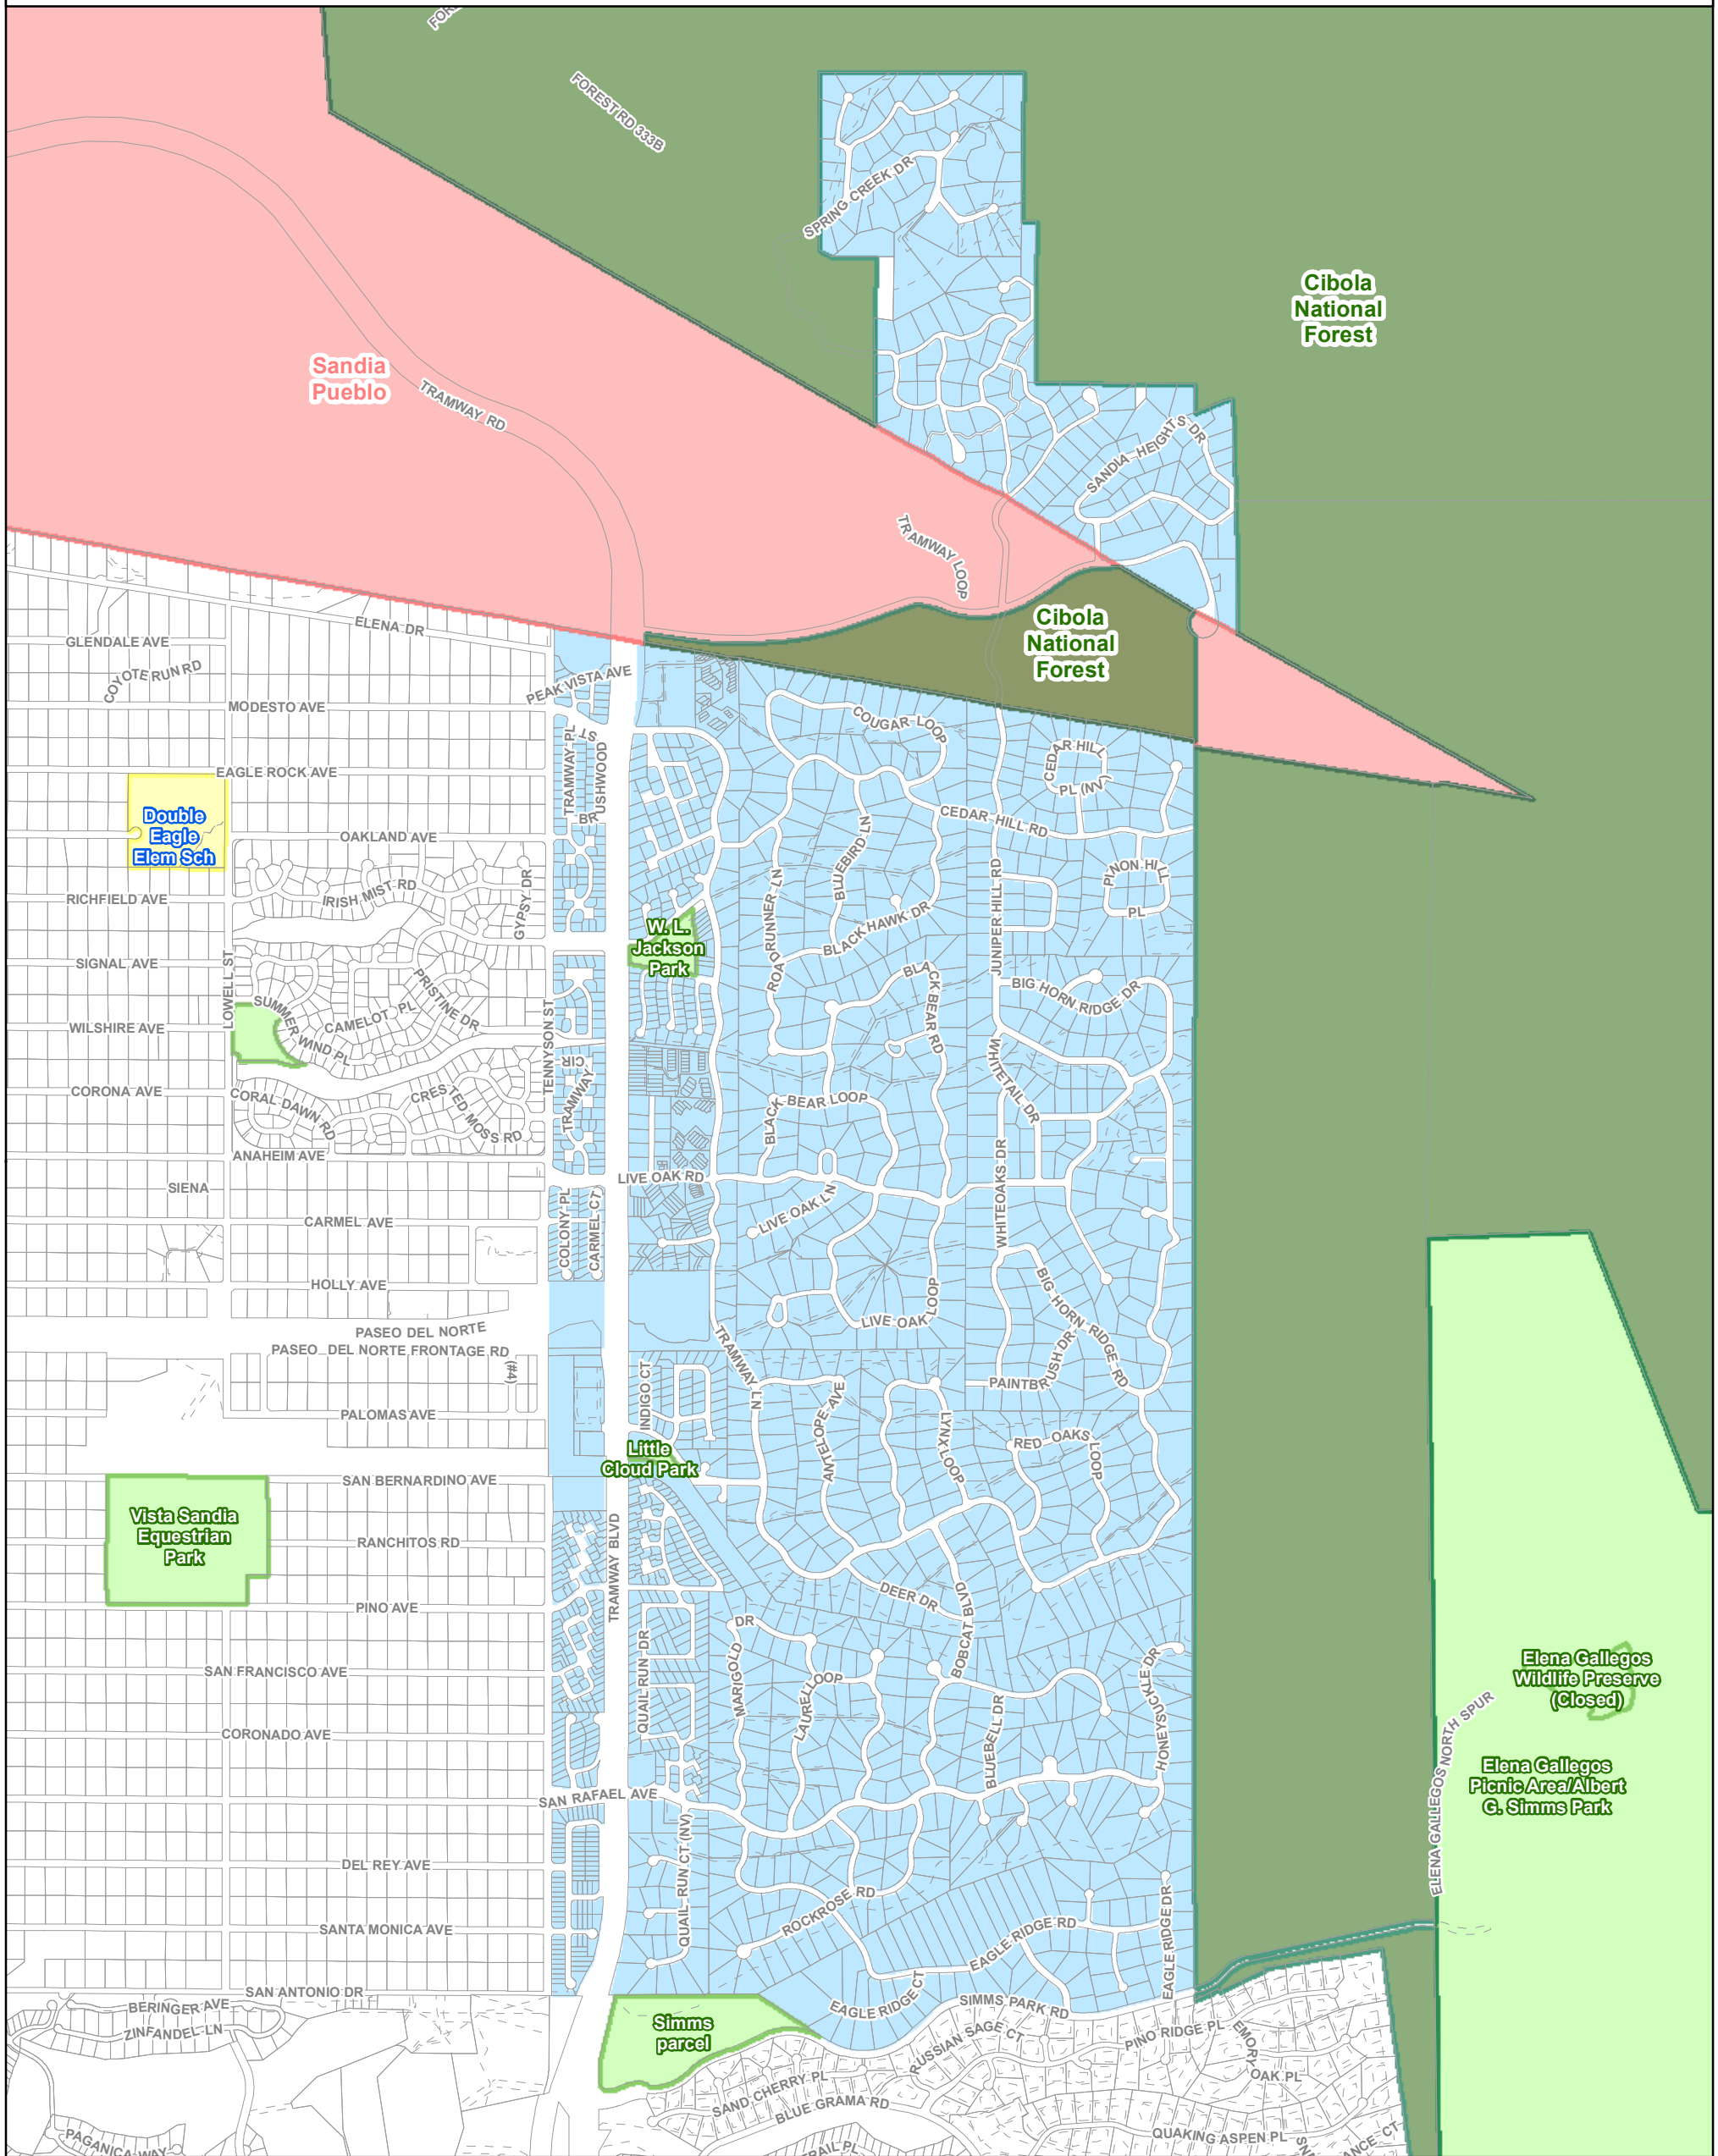 FOREST RD 333B
SPRING CREEK DR
Cibola
National
Forest
Sandia
Pueblo
TRAMWAY RD
SANDIA HEIGHTS DR
TRAMWAY LOOP
Cibola
National
Forest
ELENA DR
GLENDALE AVE
COYOTE RUN RD
PEAK VISTA AVE
MODESTO AVE
COUGAR LOOP
CEDAR HILL
PL (NV)
TRAMWAY PL
BRUSHWOOD
ST
EAGLE ROCK AVE
Double
Eagle
Elem Sch
OAKLAND AVE
CEDAR HILL RD
BLUEBIRD LN
JUNIPER HILL RD
PINON HILL
PL
IRISH MIST RD
GYPSY DR
RICHFIELD AVE
ROADRUNNER LN
BLACK HAWK DR
W. L.
Jackson
Park
SIGNAL AVE
LOWELL ST
PRISTINE DR
BLACK BEAR RD
BIG HORN RIDGE DR
SUMMER WIND PL
CAMELOT PL
WILSHIRE AVE
TENNYSON ST
TRAMWAY
CIR
WHITETAIL DR
CORONA AVE
CORAL DAWN RD
CRESTED MOSS RD
BLACK BEAR LOOP
ANAHEIM AVE
LIVE OAK RD
SIENA
WHITEOAKS DR
COLONY PL
CARMEL CT
LIVE OAK LN
CARMEL AVE
HOLLY AVE
BIG HORN RIDGE RD
LIVE OAK LOOP
PASEO DEL NORTE
PASEO DEL NORTE FRONTAGE RD
(#4)
TRAMWAY LN
INDIGO CT
PAINTBRUSH DR
PALOMAS AVE
ANTELOPE AVE
LYNX LOOP
RED OAKS LOOP
Little
Cloud Park
SAN BERNARDINO AVE
Vista Sandia
Equestrian
Park
RANCHITOS RD
TRAMWAY BLVD
DEER DR
BOBCAT BLVD
PINO AVE
MARIGOLD DR
QUAIL RUN DR
SAN FRANCISCO AVE
LAUREL LOOP
HONEYSUCKLE DR
Elena Gallegos
Wildlife Preserve
(Closed)
BLUEBELL DR
CORONADO AVE
ELENA GALLEGOS NORTH SPUR
Elena Gallegos
Picnic Area/Albert
G. Simms Park
SAN RAFAEL AVE
QUAIL RUN CT (NV)
DEL REY AVE
ROCKROSE RD
SANTA MONICA AVE
EAGLE RIDGE RD
EAGLE RIDGE DR
SAN ANTONIO DR
BERINGER AVE
EAGLE RIDGE CT
SIMMS PARK RD
ZINFANDEL LN
Simms
parcel
RUSSIAN SAGE CT
PINO RIDGE PL
EMORY OAK PL
SAND CHERRY PL
BLUE GRAMA RD
QUAKING ASPEN PL
PAGANICA WAY